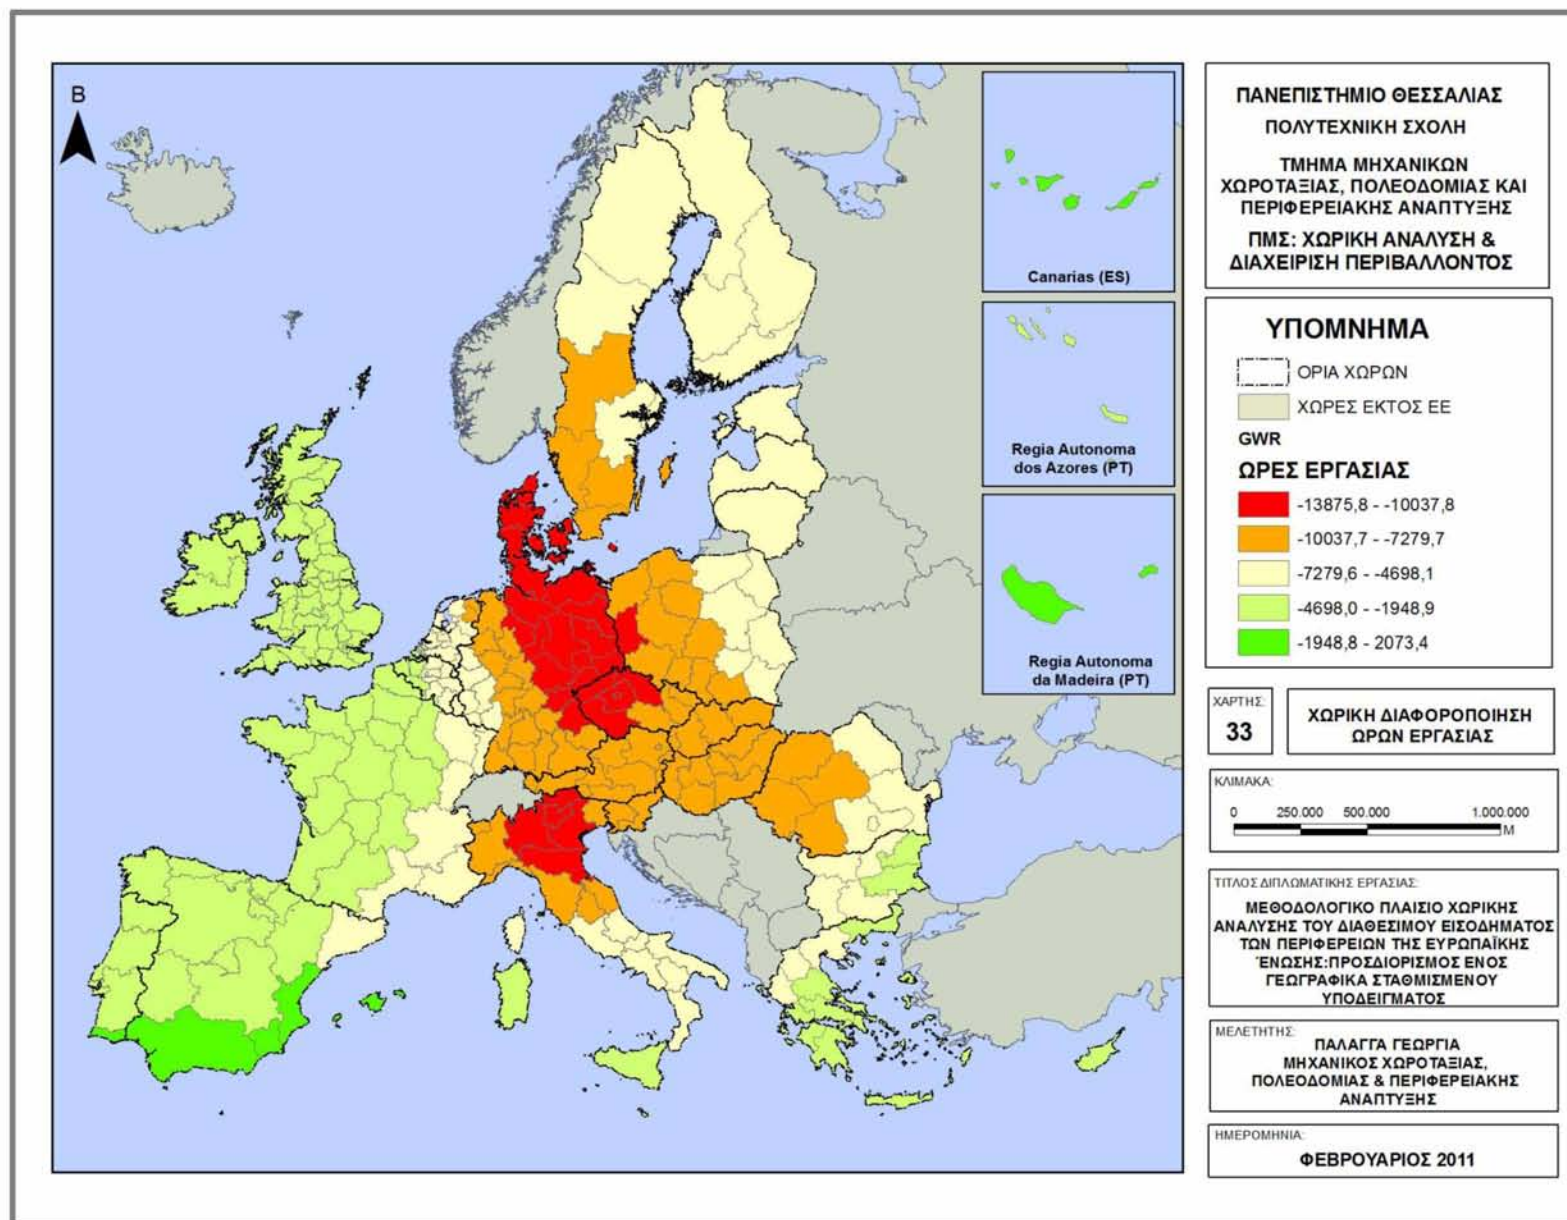 B
Canarias (ES)
Regia Autonoma
dos Azores (PT)
Regia Autonoma
da Madeira (PT)
ΠΑΝΕΠΙΣΤΗΜΙΟ ΘΕΣΣΑΛΙΑΣ
ΠΟΛΥΤΕΧΝΙΚΗ ΣΧΟΛΗ
ΤΜΗΜΑ ΜΗΧΑΝΙΚΩΝ
ΧΩΡΟΤΑΞΙΑΣ, ΠΟΛΕΟΔΟΜΙΑΣ ΚΑΙ
ΠΕΡΙΦΕΡΕΙΑΚΗΣ ΑΝΑΠΤΥΞΗΣ
ΠΜΣ: ΧΩΡΙΚΗ ΑΝΑΛΥΣΗ &
ΔΙΑΧΕΙΡΙΣΗ ΠΕΡΙΒΑΛΛΟΝΤΟΣ
ΥΠΟΜΝΗΜΑ
ΟΡΙΑ ΧΩΡΩΝ
ΧΩΡΕΣ ΕΚΤΟΣ ΕΕ
GWR
ΩΡΕΣ ΕΡΓΑΣΙΑΣ
-13875,8 - -10037,8
-10037,7 - -7279,7
-7279,6 - -4698,1
-4698,0 - -1948,9
-1948,8 - 2073,4
ΧΑΡΤΗΣ:
33
ΧΩΡΙΚΗ ΔΙΑΦΟΡΟΠΟΙΗΣΗ
ΩΡΩΝ ΕΡΓΑΣΙΑΣ
ΚΛΙΜΑΚΑ:
0 250.000 500.000 1.000.000
M
ΤΙΤΛΟΣ ΔΙΠΛΩΜΑΤΙΚΗΣ ΕΡΓΑΣΙΑΣ:
ΜΕΘΟΔΟΛΟΓΙΚΟ ΠΛΑΙΣΙΟ ΧΩΡΙΚΗΣ
ΑΝΑΛΥΣΗΣ ΤΟΥ ΔΙΑΘΕΣΙΜΟΥ ΕΙΣΟΔΗΜΑΤΟΣ
ΤΩΝ ΠΕΡΙΦΕΡΕΙΩΝ ΤΗΣ ΕΥΡΩΠΑΪΚΗΣ
ΈΝΩΣΗΣ:ΠΡΟΣΔΙΟΡΙΣΜΟΣ ΕΝΟΣ
ΓΕΩΓΡΑΦΙΚΑ ΣΤΑΘΜΙΣΜΕΝΟΥ
ΥΠΟΔΕΙΓΜΑΤΟΣ
ΜΕΛΕΤΗΤΗΣ:
ΠΑΛΑΓΓΑ ΓΕΩΡΓΙΑ
ΜΗΧΑΝΙΚΟΣ ΧΩΡΟΤΑΞΙΑΣ,
ΠΟΛΕΟΔΟΜΙΑΣ & ΠΕΡΙΦΕΡΕΙΑΚΗΣ
ΑΝΑΠΤΥΞΗΣ
ΗΜΕΡΟΜΗΝΙΑ:
ΦΕΒΡΟΥΑΡΙΟΣ 2011